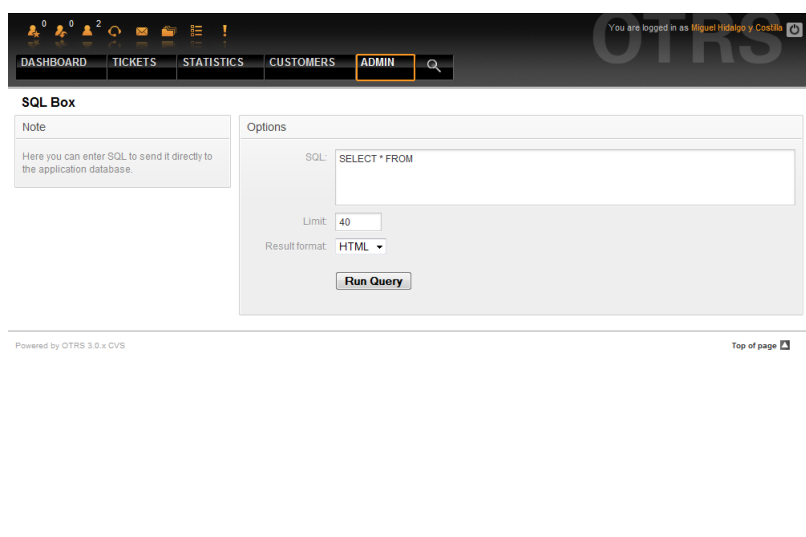 0 0 2 ! OTRS You are logged in as Miguel Hidalgo y Costilla
DASHBOARD TICKETS STATISTICS CUSTOMERS ADMIN
SQL Box
Note
Here you can enter SQL to send it directly to
the application database.
Options
SQL: SELECT * FROM
Limit: 40
Result format: HTML
Run Query
Powered by OTRS 3.0.x CVS
Top of page